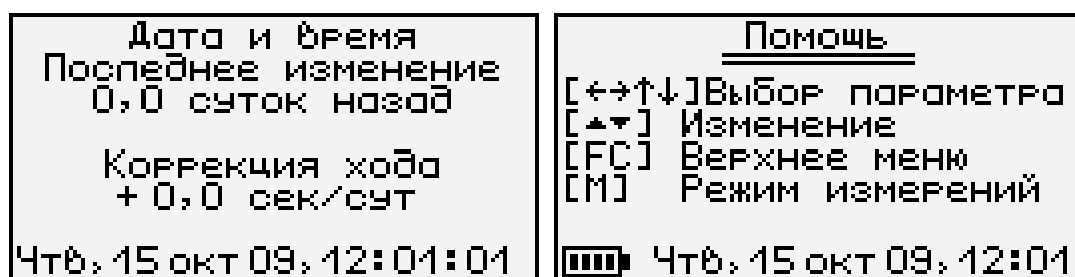 Дата и время
Последнее изменение
0,0 суток назад
Коррекция хода
+0,0 сек/сут
Чтв,15 окт 09,12:01:01
Помощь
[←→↑↓]Выбор параметра
[▲▼] Изменение
[FC] Верхнее меню
[М] Режим измерений
Чтв,15 окт 09,12:01